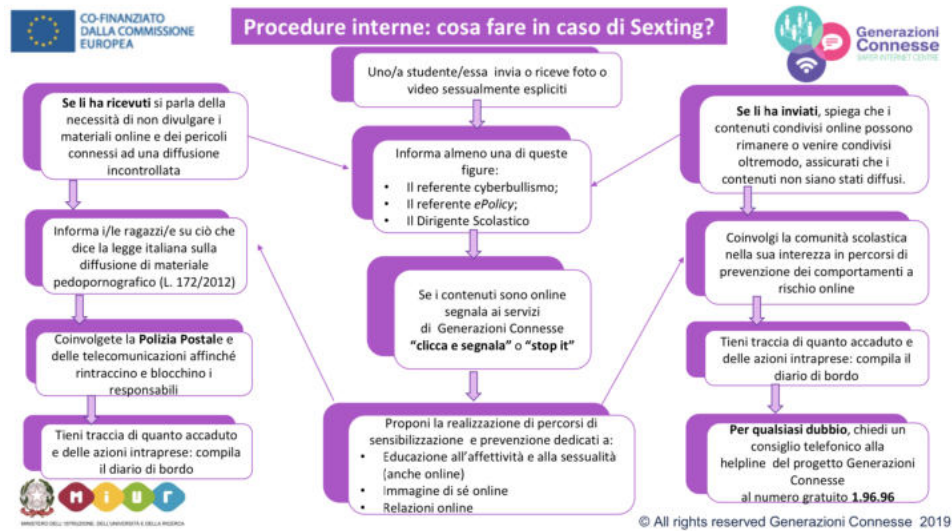 CO-FINANZIATO
DALLA COMMISSIONE
EUROPEA
Procedure interne: cosa fare in caso di Sexting?
Generazioni
Connesse
SAFER INTERNET CENTRE
Uno/a studente/essa invia o riceve foto o
video sessualmente espliciti
Se li ha ricevuti si parla della
necessità di non divulgare i
materiali online e dei pericoli
connessi ad una diffusione
incontrollata
Informa i/le ragazzi/e su ciò che
dice la legge italiana sulla
diffusione di materiale
pedopornografico (L. 172/2012)
Coinvolgete la Polizia Postale e
delle telecomunicazioni affinché
rintraccino e blocchino i
responsabili
Tieni traccia di quanto accaduto
e delle azioni intraprese: compila
il diario di bordo
Informa almeno una di queste
figure:
• Il referente cyberbullismo;
• Il referente ePolicy;
• Il Dirigente Scolastico
Se i contenuti sono online
segnala ai servizi
di Generazioni Connesse
“clicca e segnala” o “stop it”
Proponi la realizzazione di percorsi di
sensibilizzazione e prevenzione dedicati a:
• Educazione all’affettività e alla sessualità
(anche online)
• Immagine di sé online
• Relazioni online
Se li ha inviati, spiega che i
contenuti condivisi online possono
rimanere o venire condivisi
oltremodo, assicurati che i
contenuti non siano stati diffusi.
Coinvolgi la comunità scolastica
nella sua interezza in percorsi di
prevenzione dei comportamenti a
rischio online
Tieni traccia di quanto accaduto e
delle azioni intraprese: compila il
diario di bordo
Per qualsiasi dubbio, chiedi un
consiglio telefonico alla
helpline del progetto Generazioni
Connesse
al numero gratuito 1.96.96
miur
MINISTERO DELL'ISTRUZIONE, DELL'UNIVERSITÀ E DELLA RICERCA
© All rights reserved Generazioni Connesse 2019